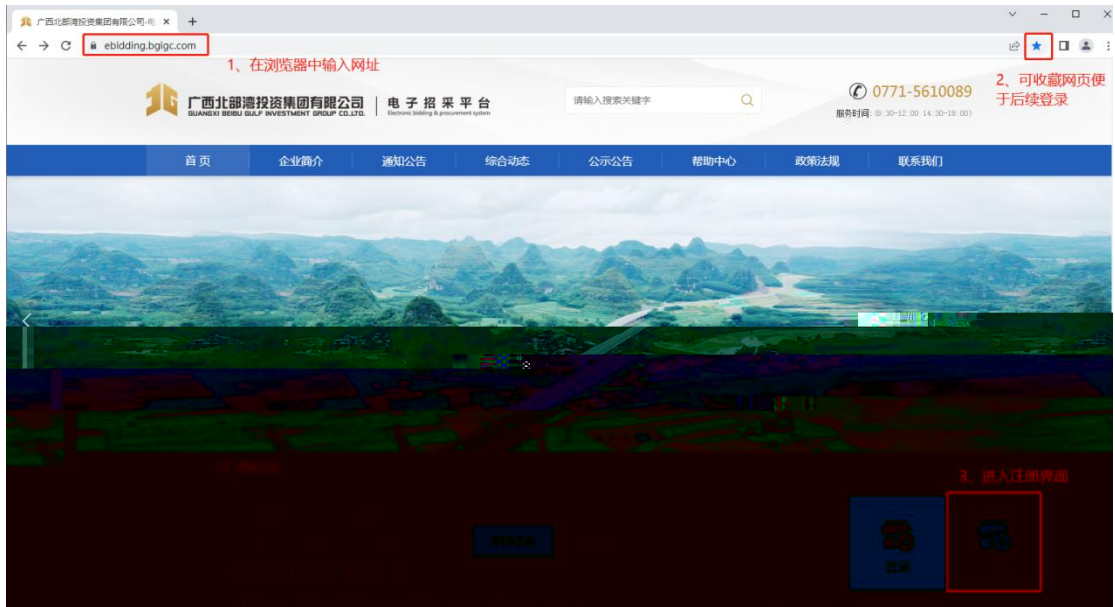 广西北部湾投资集团有限公司-电
ebidding.bgigc.com
1、在浏览器中输入网址
2、可收藏网页便于后续登录
广西北部湾投资集团有限公司
GUANGXI BEIBU GULF INVESTMENT GROUP CO.,LTD.
电子招采平台
Electronic bidding & procurement system
请输入搜索关键字
0771-5610089
服务时间: (8:30-12:00 14:30-18:00)
首页 企业简介 通知公告 综合动态 公示公告 帮助中心 政策法规 联系我们
3、进入注册界面
登录